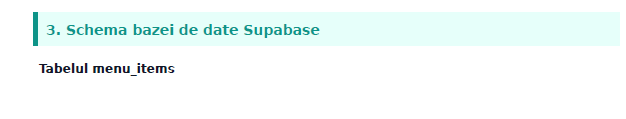 3. Schema bazei de date Supabase
Tabelul menu_items